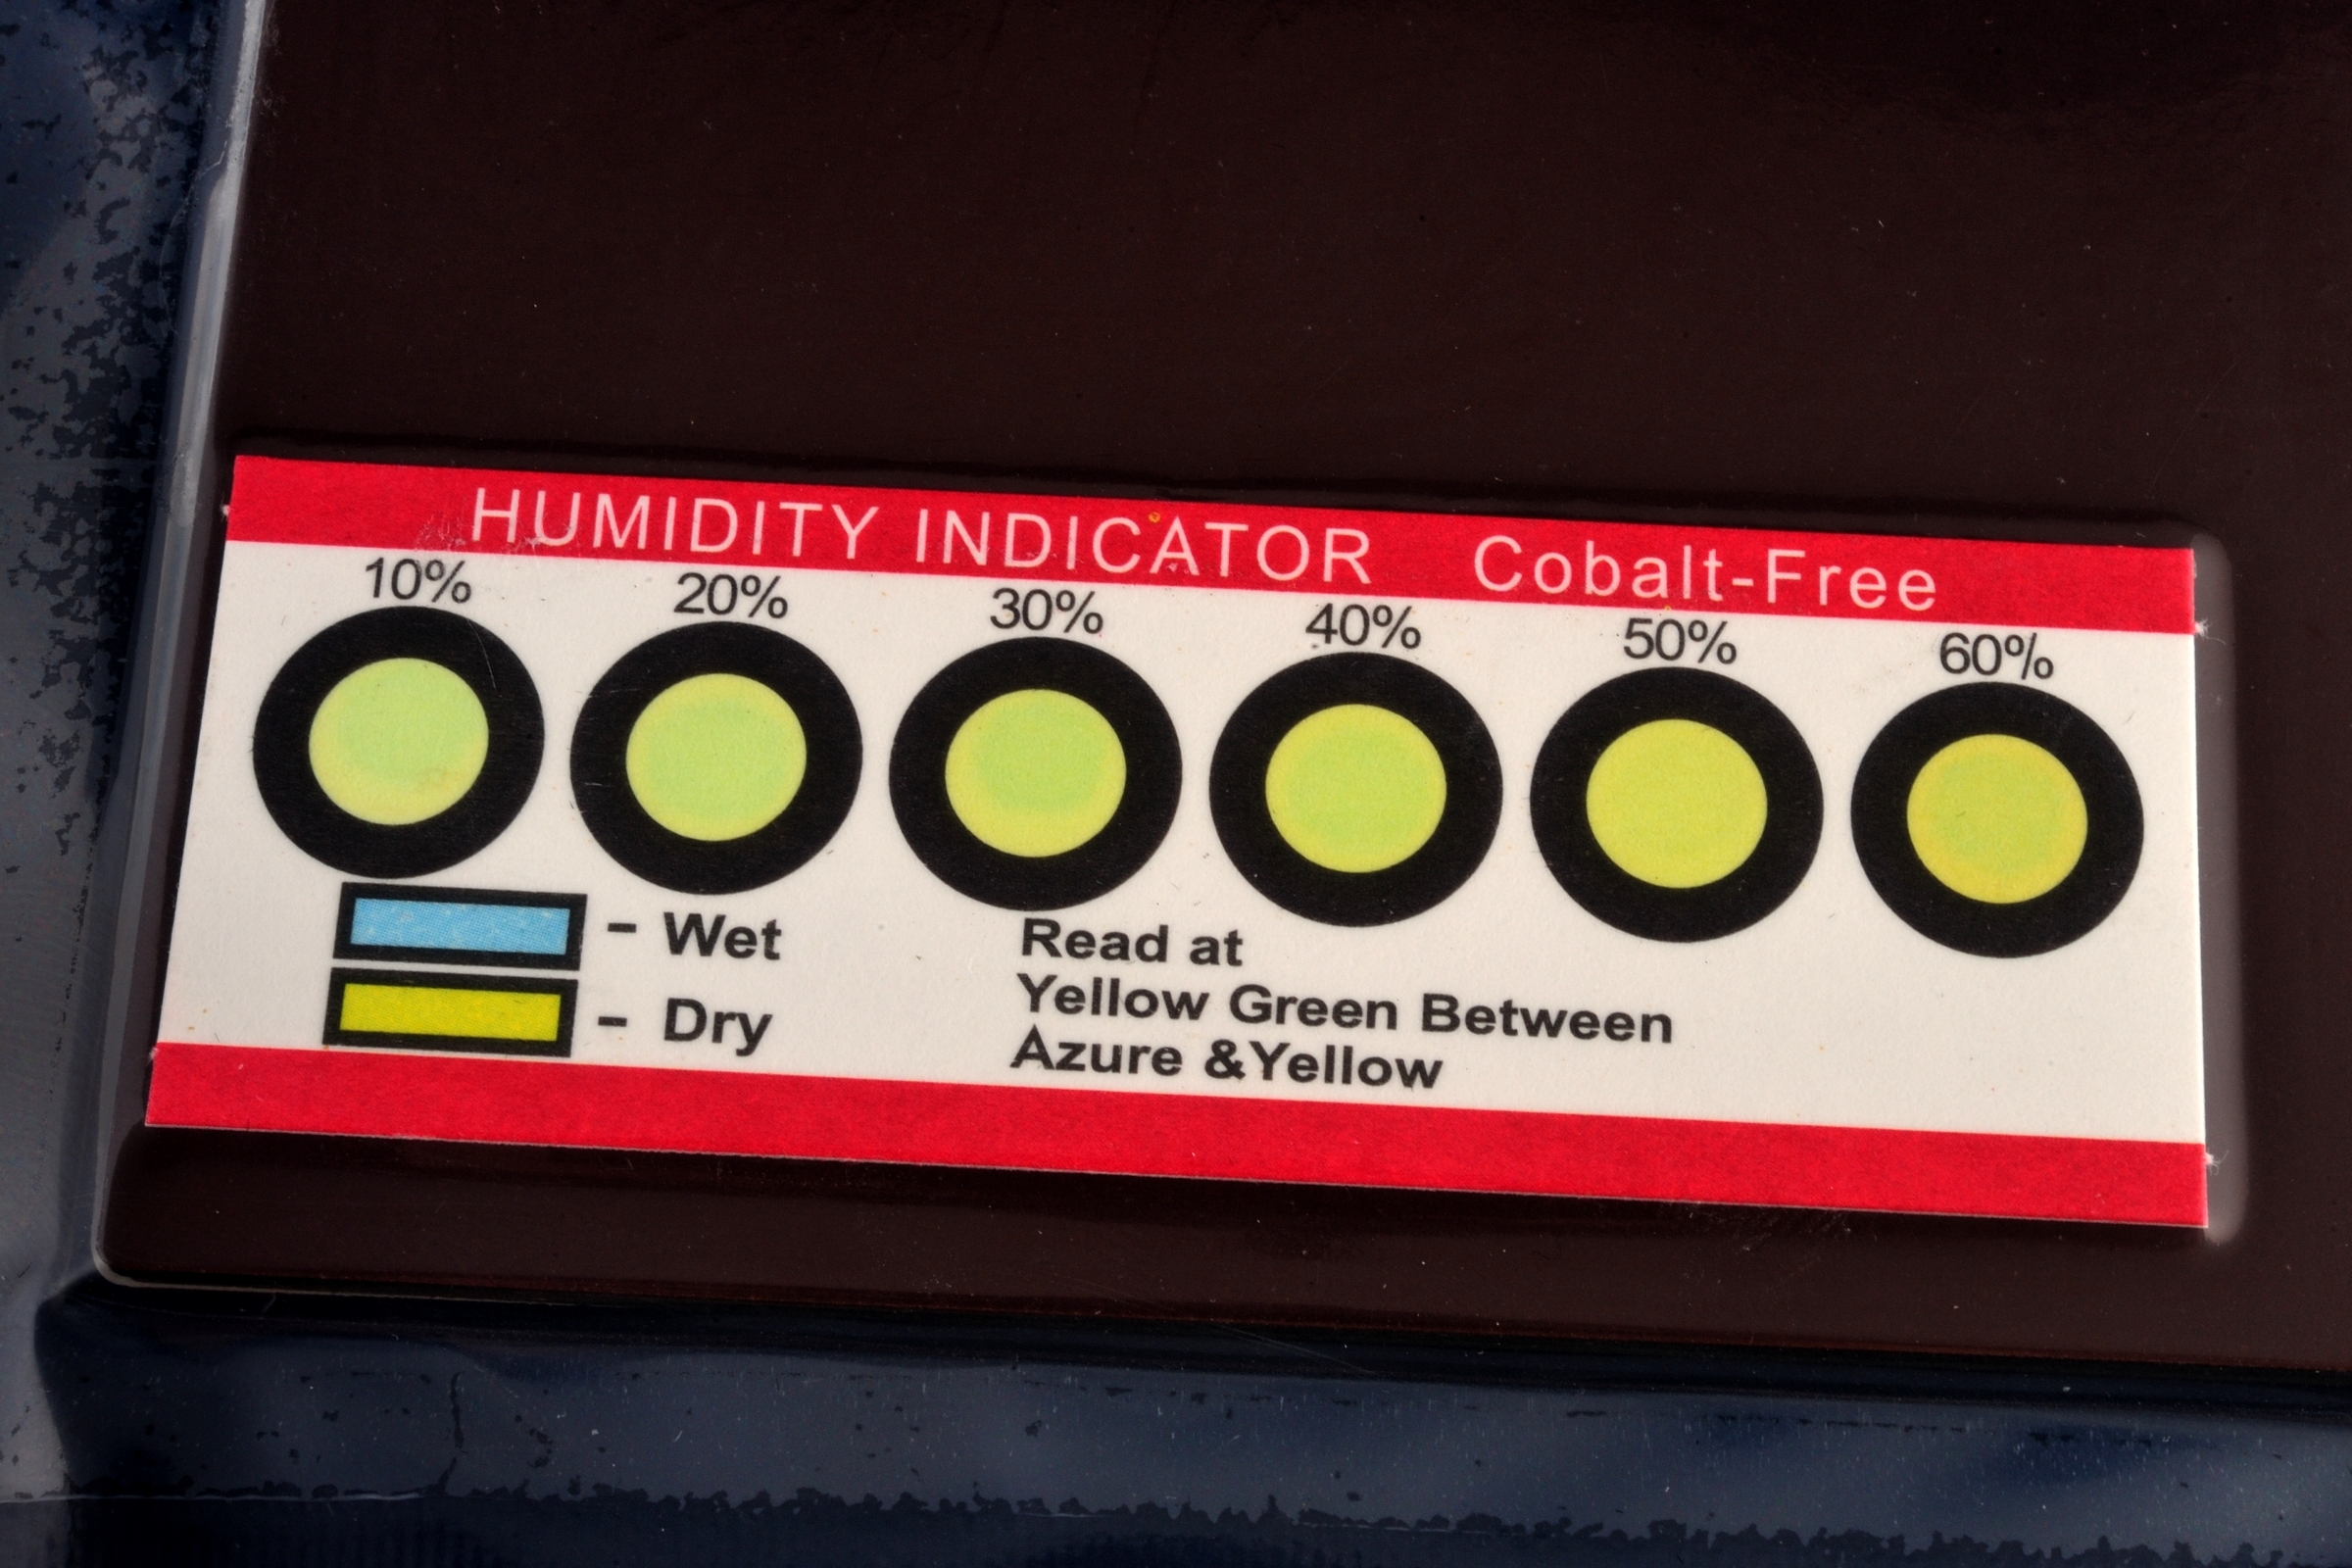 HUMIDITY INDICATOR Cobalt-Free
10% 20% 30% 40% 50% 60%
- Wet
- Dry
Read at
Yellow Green Between
Azure &Yellow